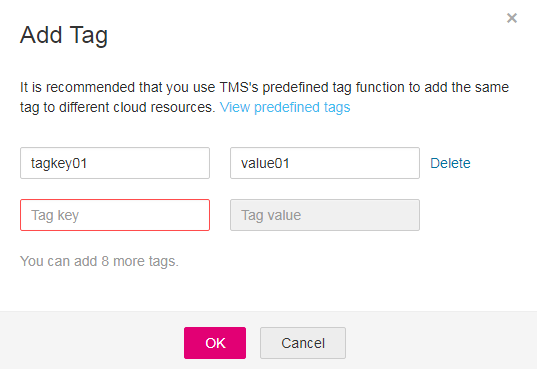 Add Tag
×
It is recommended that you use TMS's predefined tag function to add the same
tag to different cloud resources. View predefined tags
tagkey01 value01 Delete
Tag key Tag value
You can add 8 more tags.
OK Cancel